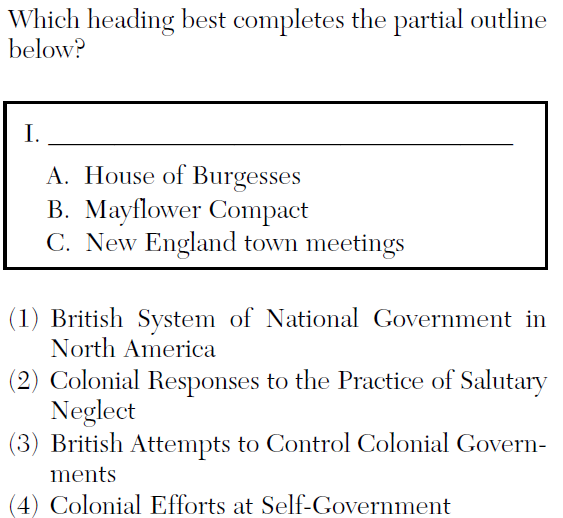 Which heading best completes the partial outline
below?
I.
A. House of Burgesses
B. Mayflower Compact
C. New England town meetings
(1) British System of National Government in
North America
(2) Colonial Responses to the Practice of Salutary
Neglect
(3) British Attempts to Control Colonial Govern-
ments
(4) Colonial Efforts at Self-Government